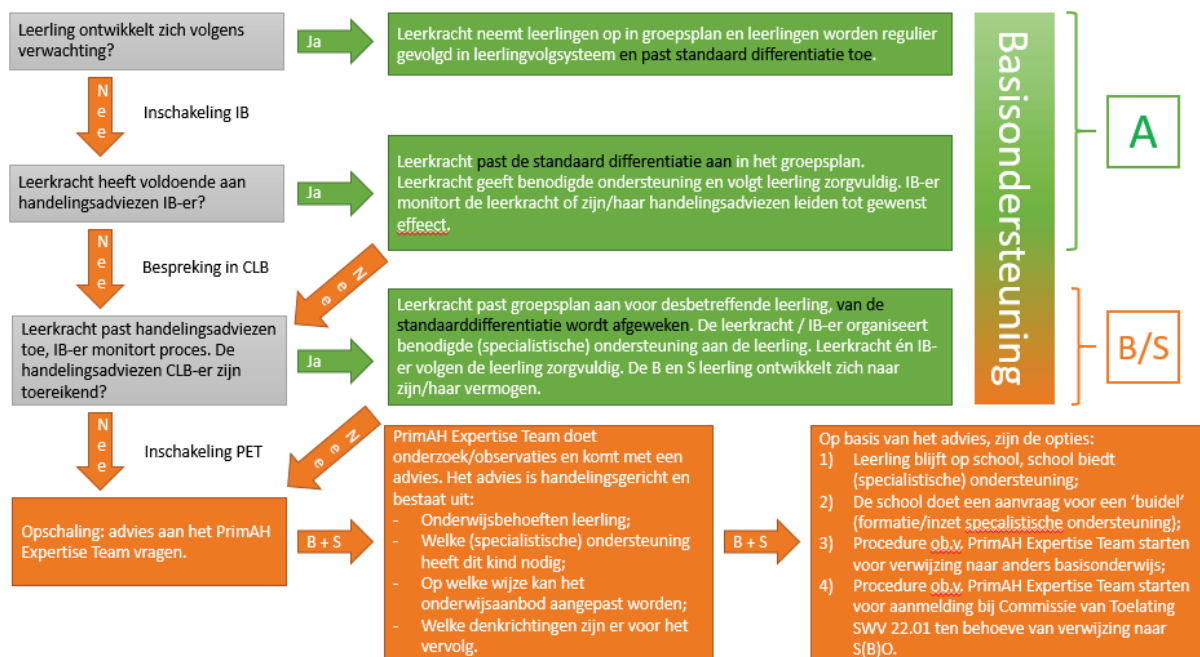 Leerling ontwikkelt zich volgens
verwachting?
Ja
Leerkracht neemt leerlingen op in groepsplan en leerlingen worden regulier
gevolgd in leerlingvolgsysteem en past standaard differentiatie toe.
Nee
Inschakeling IB
Leerkracht heeft voldoende aan
handelingsadviezen IB-er?
Ja
Leerkracht past de standaard differentiatie aan in het groepsplan.
Leerkracht geeft benodigde ondersteuning en volgt leerling zorgvuldig. IB-er
monitort de leerkracht of zijn/haar handelingsadviezen leiden tot gewenst
effeect.
Nee
Bespreking in CLB
Nee
Leerkracht past handelingsadviezen
toe, IB-er monitort proces. De
handelingsadviezen CLB-er zijn
toereikend?
Ja
Leerkracht past groepsplan aan voor desbetreffende leerling, van de
standaarddifferentiatie wordt afgeweken. De leerkracht / IB-er organiseert
benodigde (specialistische) ondersteuning aan de leerling. Leerkracht én IB-
er volgen de leerling zorgvuldig. De B en S leerling ontwikkelt zich naar
zijn/haar vermogen.
Basisondersteuning
A
B/S
Nee
Inschakeling PET
Nee
Opschaling: advies aan het PrimAH
Expertise Team vragen.
B + S
PrimAH Expertise Team doet
onderzoek/observaties en komt met een
advies. Het advies is handelingsgericht en
bestaat uit:
- Onderwijsbehoeften leerling;
- Welke (specialistische) ondersteuning
heeft dit kind nodig;
- Op welke wijze kan het
onderwijsaanbod aangepast worden;
- Welke denkrichtingen zijn er voor het
vervolg.
B + S
Op basis van het advies, zijn de opties:
1) Leerling blijft op school, school biedt
(specialistische) ondersteuning;
2) De school doet een aanvraag voor een ‘buidel’
(formatie/inzet specalistische ondersteuning);
3) Procedure ob.v. PrimAH Expertise Team starten
voor verwijzing naar anders basisonderwijs;
4) Procedure ob.v. PrimAH Expertise Team starten
voor aanmelding bij Commissie van Toelating
SWV 22.01 ten behoeve van verwijzing naar
S(B)O.